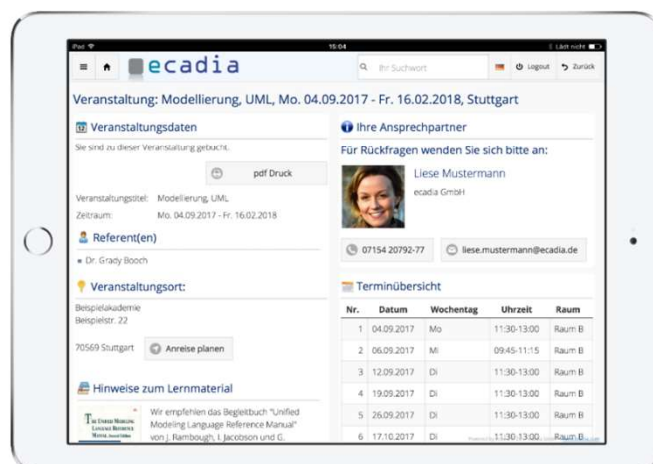 iPad
15:04
Lädt nicht
ecadia
Ihr Suchwort
Logout
Zurück
Veranstaltung: Modellierung, UML, Mo. 04.09.2017 - Fr. 16.02.2018, Stuttgart
Veranstaltungsdaten
Sie sind zu dieser Veranstaltung gebucht.
pdf Druck
Veranstaltungstitel: Modellierung, UML
Zeitraum: Mo. 04.09.2017 - Fr. 16.02.2018
Referent(en)
Dr. Grady Booch
Veranstaltungsort:
Beispielakademie
Beispielstr. 22
70569 Stuttgart
Anreise planen
Hinweise zum Lernmaterial
THE UNIFIED MODELING
LANGUAGE REFERENCE
MANUAL
Wir empfehlen das Begleitbuch "Unified
Modeling Language Reference Manual"
von J. Rambough, I. Jacobson und G.
Ihre Ansprechpartner
Für Rückfragen wenden Sie sich bitte an:
Liese Mustermann
ecadia GmbH
07154 20792-77
liese.mustermann@ecadia.de
Terminübersicht
Nr. Datum Wochentag Uhrzeit Raum
1 04.09.2017 Mo 11:30-13:00 Raum B
2 06.09.2017 Mi 09:45-11:15 Raum B
3 12.09.2017 Di 11:30-13:00 Raum B
4 19.09.2017 Di 11:30-13:00 Raum B
5 26.09.2017 Di 11:30-13:00 Raum B
6 17.10.2017 Di 11:30-13:00 Raum B